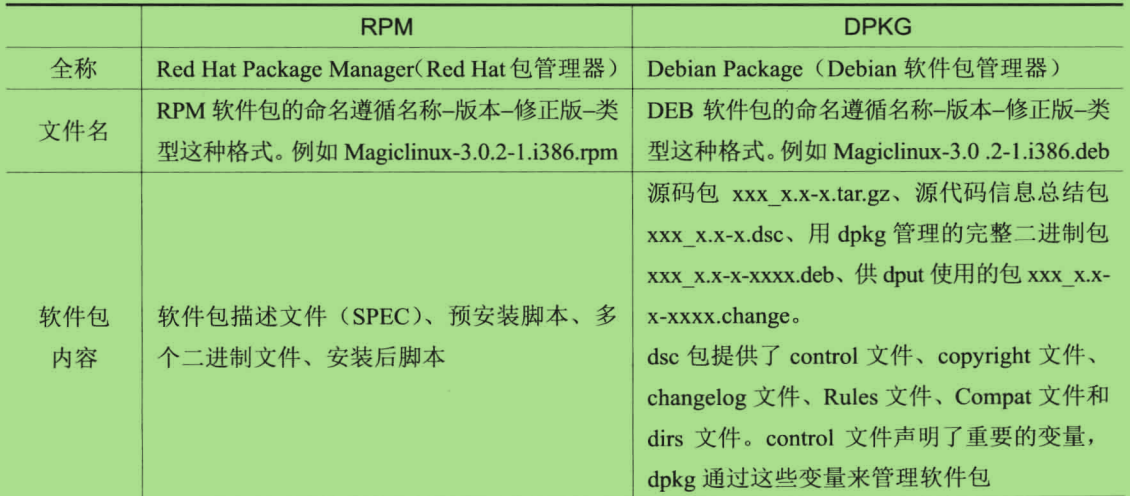 RPM DPKG
全称 Red Hat Package Manager(Red Hat 包管理器) Debian Package（Debian 软件包管理器）
文件名
RPM 软件包的命名遵循名称–版本–修正版–类
型这种格式。例如 Magiclinux-3.0.2-1.i386.rpm
DEB 软件包的命名遵循名称–版本–修正版–类
型这种格式。例如 Magiclinux-3.0 .2-1.i386.deb
软件包
内容
软件包描述文件（SPEC）、预安装脚本、多
个二进制文件、安装后脚本
源码包 xxx_x.x-x.tar.gz、源代码信息总结包
xxx_x.x-x.dsc、用 dpkg 管理的完整二进制包
xxx_x.x-x-xxxx.deb、供 dput 使用的包 xxx_x.x-
x-xxxx.change。
dsc 包提供了 control 文件、copyright 文件、
changelog 文件、Rules 文件、Compat 文件和
dirs 文件。control 文件声明了重要的变量，
dpkg 通过这些变量来管理软件包